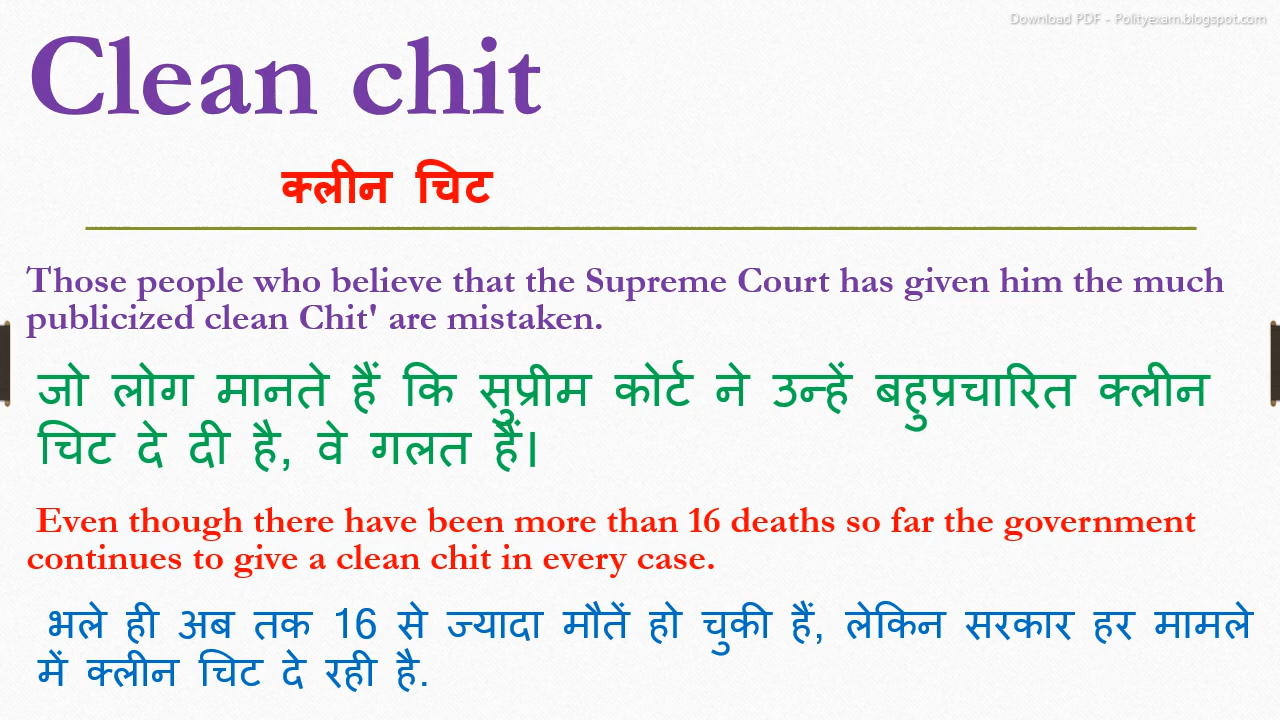 Download PDF - Polityexam.blogspot.com
Clean chit
क्लीन चिट
Those people who believe that the Supreme Court has given him the much
publicized clean Chit' are mistaken.
जो लोग मानते हैं कि सुप्रीम कोर्ट ने उन्हें बहुप्रचारित क्लीन
चिट दे दी है, वे गलत हैं।
Even though there have been more than 16 deaths so far the government
continues to give a clean chit in every case.
भले ही अब तक 16 से ज्यादा मौतें हो चुकी हैं, लेकिन सरकार हर मामले
में क्लीन चिट दे रही है.